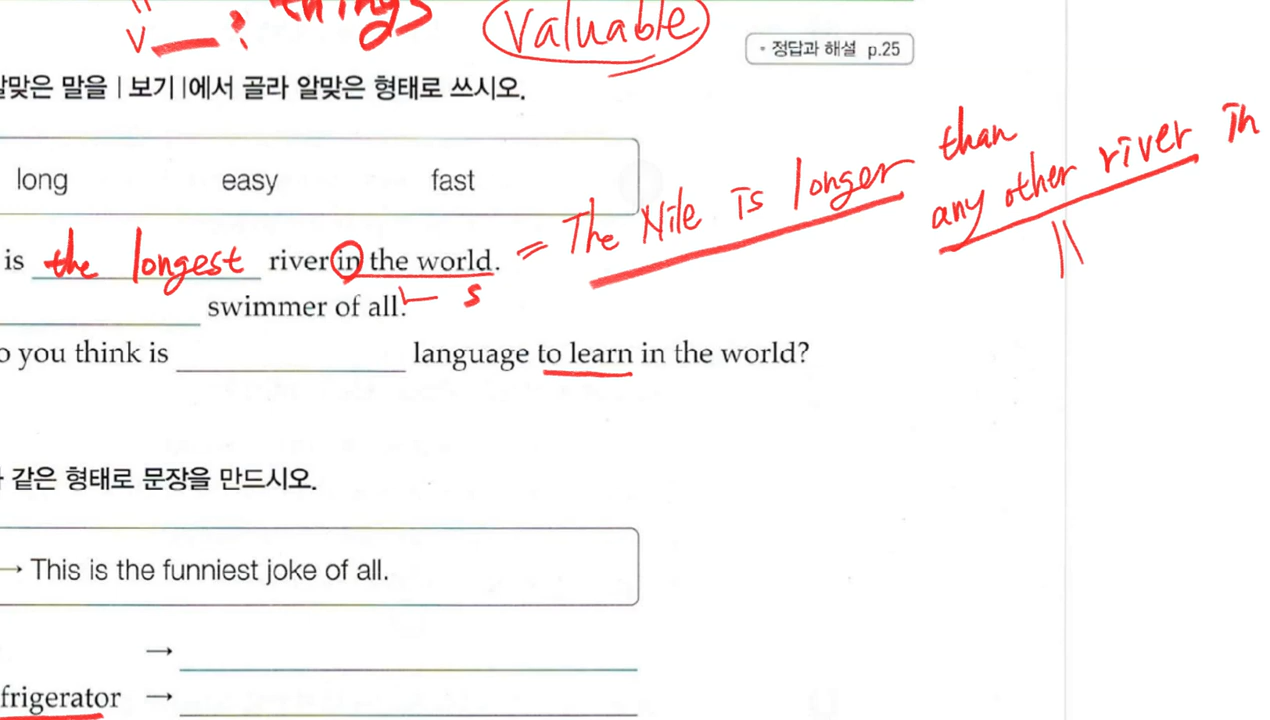 things
V : Valuable
• 정답과 해설 p.25
알맞은 말을 | 보기 |에서 골라 알맞은 형태로 쓰시오.
long easy fast
is the longest river in the world. = The Nile is longer than
any other river in
swimmer of all. s
you think is language to learn in the world?
같은 형태로 문장을 만드시오.
→ This is the funniest joke of all.
→
frigerator →